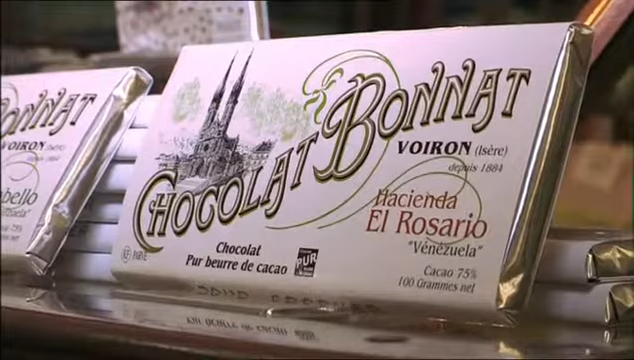 CHOCOLAT BONNAT
VOIRON (Isère)
depuis 1884
Hacienda
El Rosario
"Vénézuela"
Chocolat
Pur beurre de cacao
PUR
PARVE
Cacao 75%
100 Grammes net
BONNAT
VOIRON